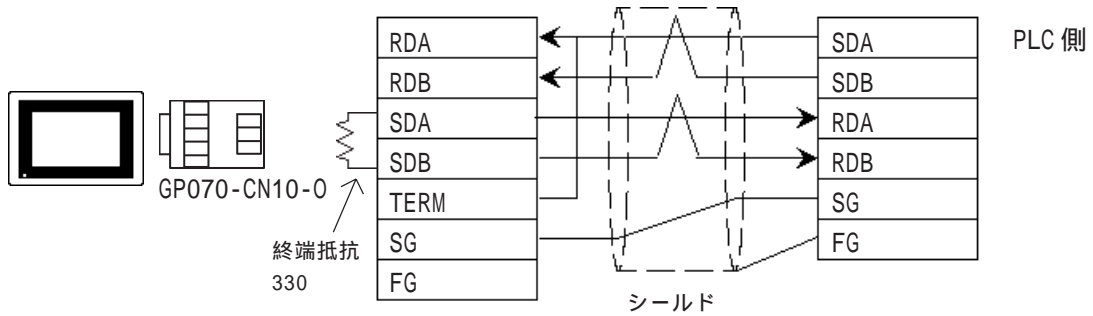 RDA
RDB
SDA
SDB
TERM
SG
FG
SDA
SDB
RDA
RDB
SG
FG
PLC 側
GP070-CN10-O
終端抵抗
330
シールド